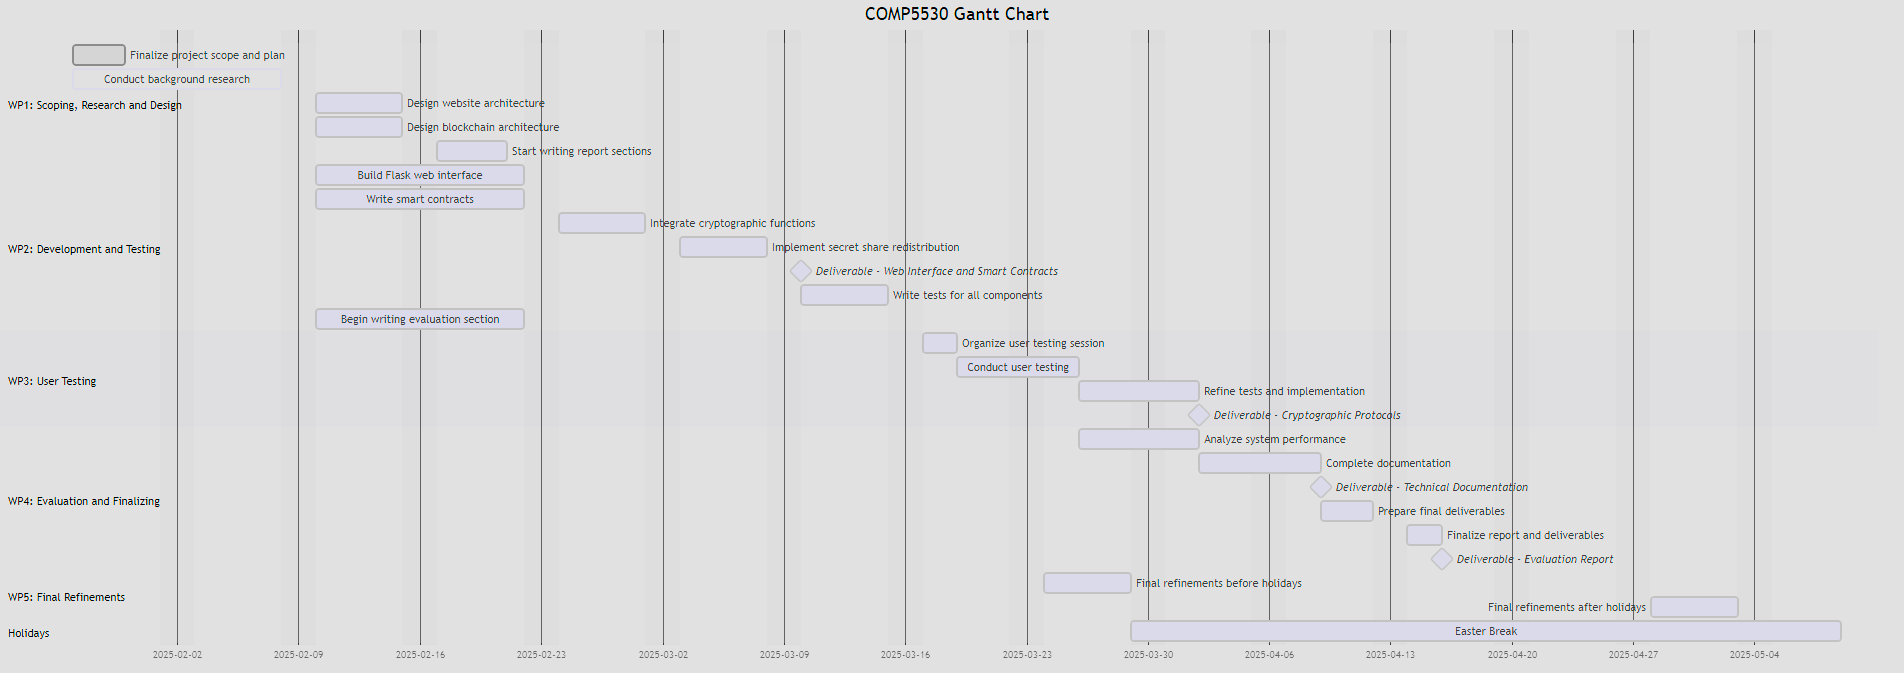 COMP5530 Gantt Chart
Finalize project scope and plan
Conduct background research
WP1: Scoping, Research and Design
Design website architecture
Design blockchain architecture
Start writing report sections
Build Flask web interface
Write smart contracts
Integrate cryptographic functions
WP2: Development and Testing
Implement secret share redistribution
Deliverable - Web Interface and Smart Contracts
Write tests for all components
Begin writing evaluation section
Organize user testing session
Conduct user testing
WP3: User Testing
Refine tests and implementation
Deliverable - Cryptographic Protocols
Analyze system performance
Complete documentation
Deliverable - Technical Documentation
WP4: Evaluation and Finalizing
Prepare final deliverables
Finalize report and deliverables
Deliverable - Evaluation Report
Final refinements before holidays
WP5: Final Refinements
Final refinements after holidays
Holidays
Easter Break
2025-02-02 2025-02-09 2025-02-16 2025-02-23 2025-03-02 2025-03-09 2025-03-16 2025-03-23 2025-03-30 2025-04-06 2025-04-13 2025-04-20 2025-04-27 2025-05-04